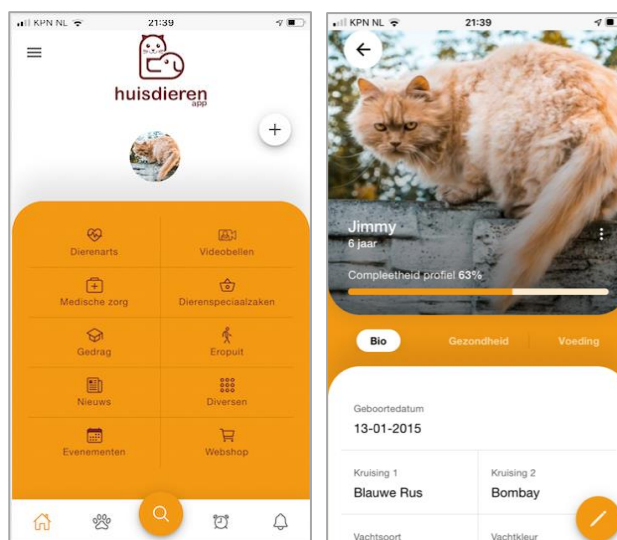 KPN NL 21:39
huisdieren
app
+
Dierenarts Videobellen
Medische zorg Dierenspeciaalzaken
Gedrag Eropuit
Nieuws Diversen
Evenementen Webshop
KPN NL 21:39
Jimmy
6 jaar
Compleetheid profiel 63%
Bio Gezondheid Voeding
Geboortedatum
13-01-2015
Kruising 1 Kruising 2
Blauwe Rus Bombay
Vachtsoort Vachtkleur